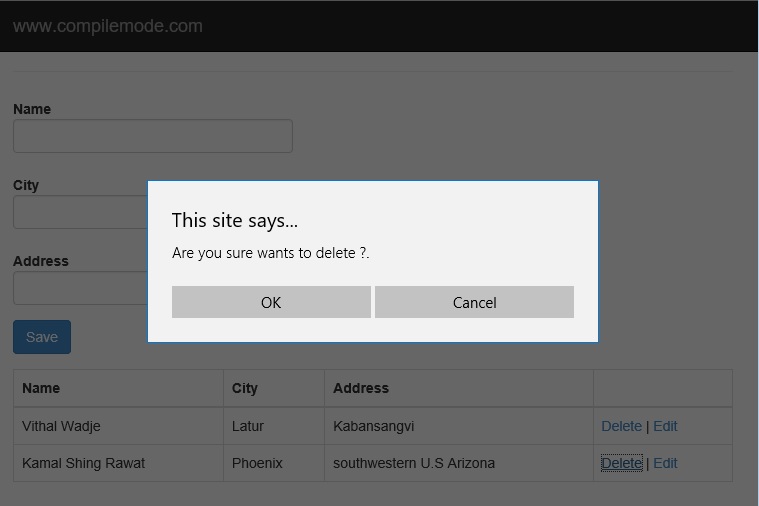 www.compilemode.com
Name
City
Address
This site says...
Are you sure wants to delete ?.
OK Cancel
Save
Name City Address
Vithal Wadje Latur Kabansangvi Delete | Edit
Kamal Shing Rawat Phoenix southwestern U.S Arizona Delete | Edit